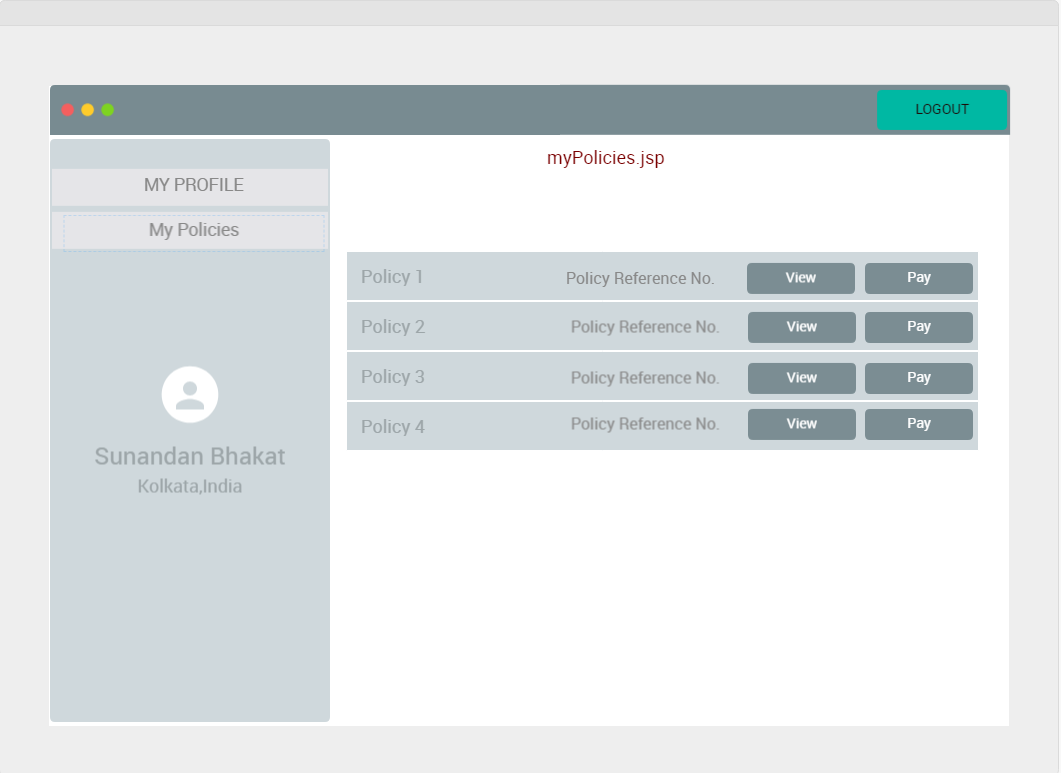 LOGOUT
myPolicies.jsp
MY PROFILE
My Policies
Policy 1 Policy Reference No. View Pay
Policy 2 Policy Reference No. View Pay
Policy 3 Policy Reference No. View Pay
Policy 4 Policy Reference No. View Pay
Sunandan Bhakat
Kolkata,India